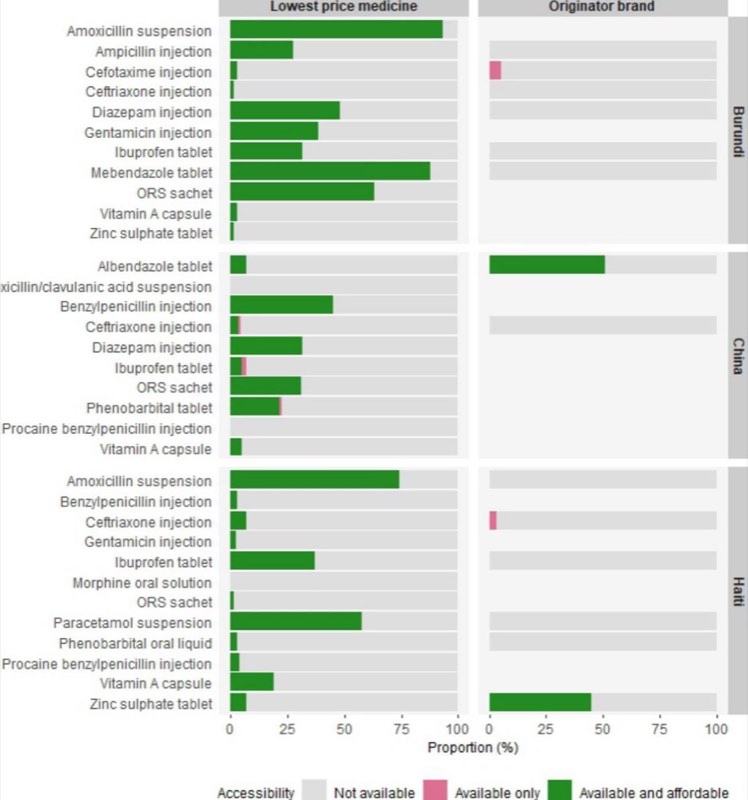 Lowest price medicine
Originator brand
Amoxicillin suspension
Ampicillin injection
Cefotaxime injection
Ceftriaxone injection
Diazepam injection
Gentamicin injection
Ibuprofen tablet
Mebendazole tablet
ORS sachet
Vitamin A capsule
Zinc sulphate tablet
Burundi
Albendazole tablet
xicillin/clavulanic acid suspension
Benzylpenicillin injection
Ceftriaxone injection
Diazepam injection
Ibuprofen tablet
ORS sachet
Phenobarbital tablet
Procaine benzylpenicillin injection
Vitamin A capsule
China
Amoxicillin suspension
Benzylpenicillin injection
Ceftriaxone injection
Gentamicin injection
Ibuprofen tablet
Morphine oral solution
ORS sachet
Paracetamol suspension
Phenobarbital oral liquid
Procaine benzylpenicillin injection
Vitamin A capsule
Zinc sulphate tablet
Haiti
0 25 50 75 100 0 25 50 75 100
Proportion (%)
Accessibility Not available Available only Available and affordable